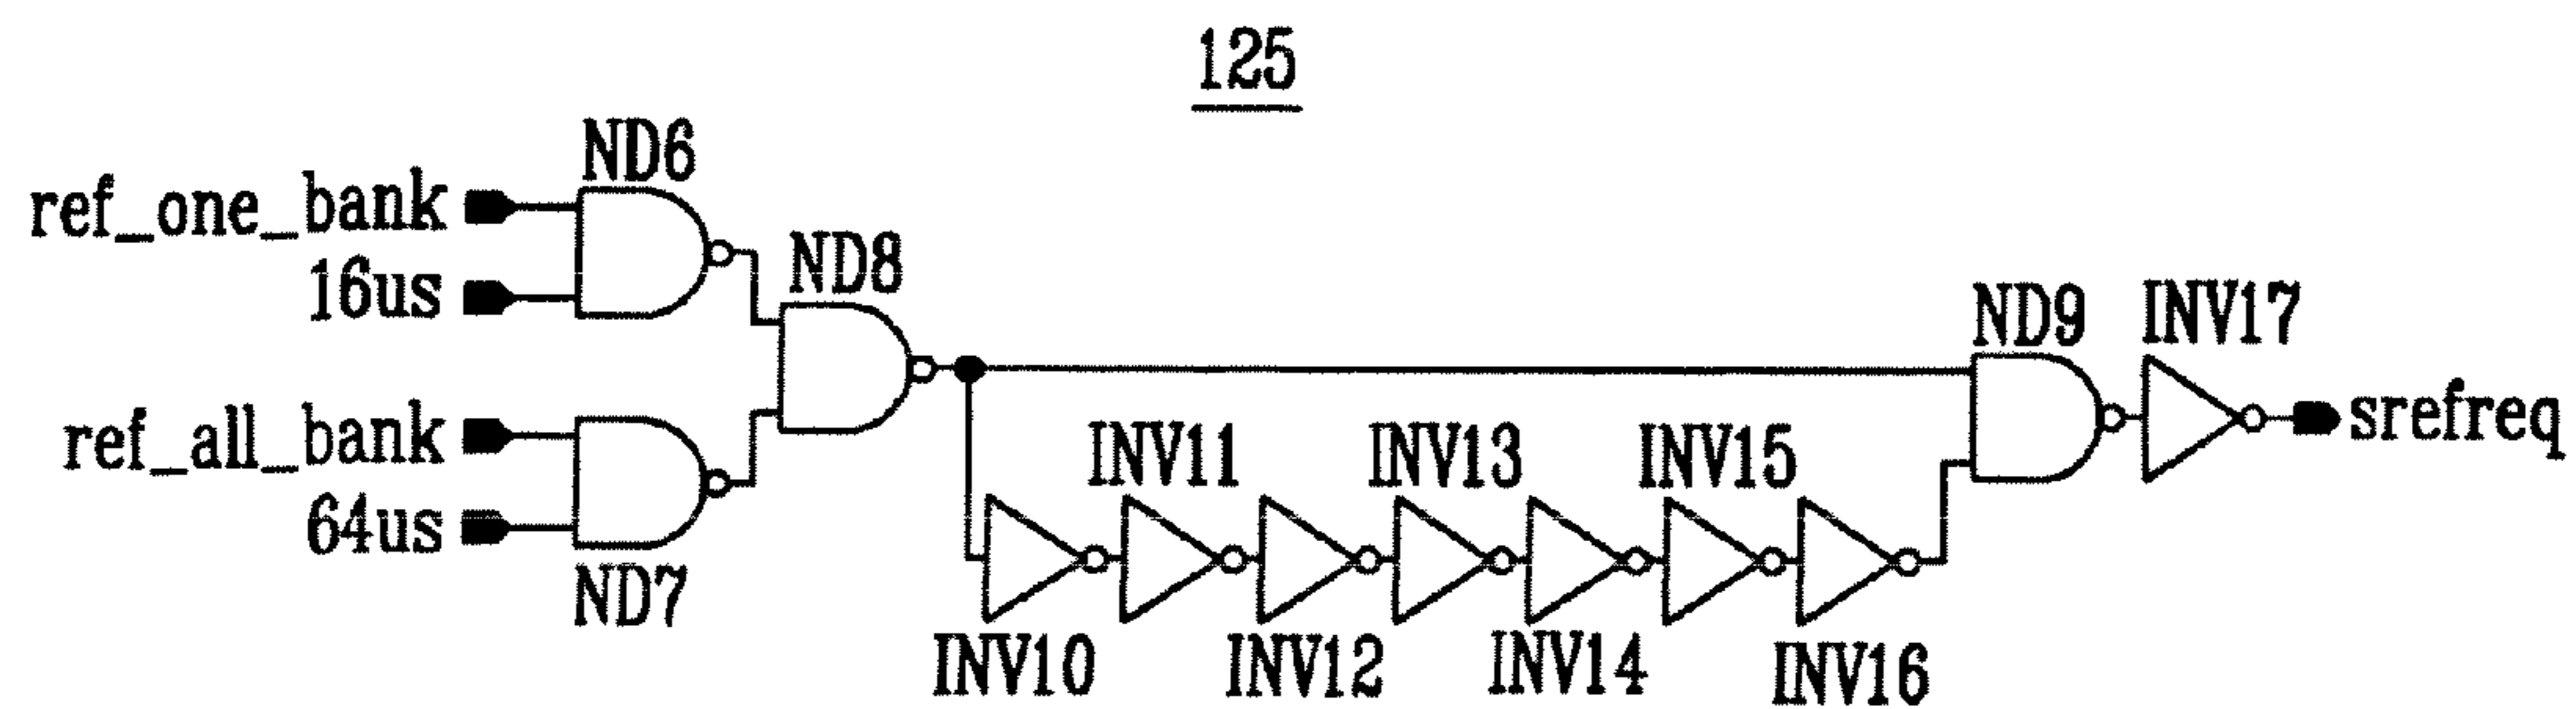 125
ND6
ref_one_bank
16us
ND8
ref_all_bank
64us
ND7
ND9
INV17
srefreq
INV11
INV13
INV15
INV10
INV12
INV14
INV16